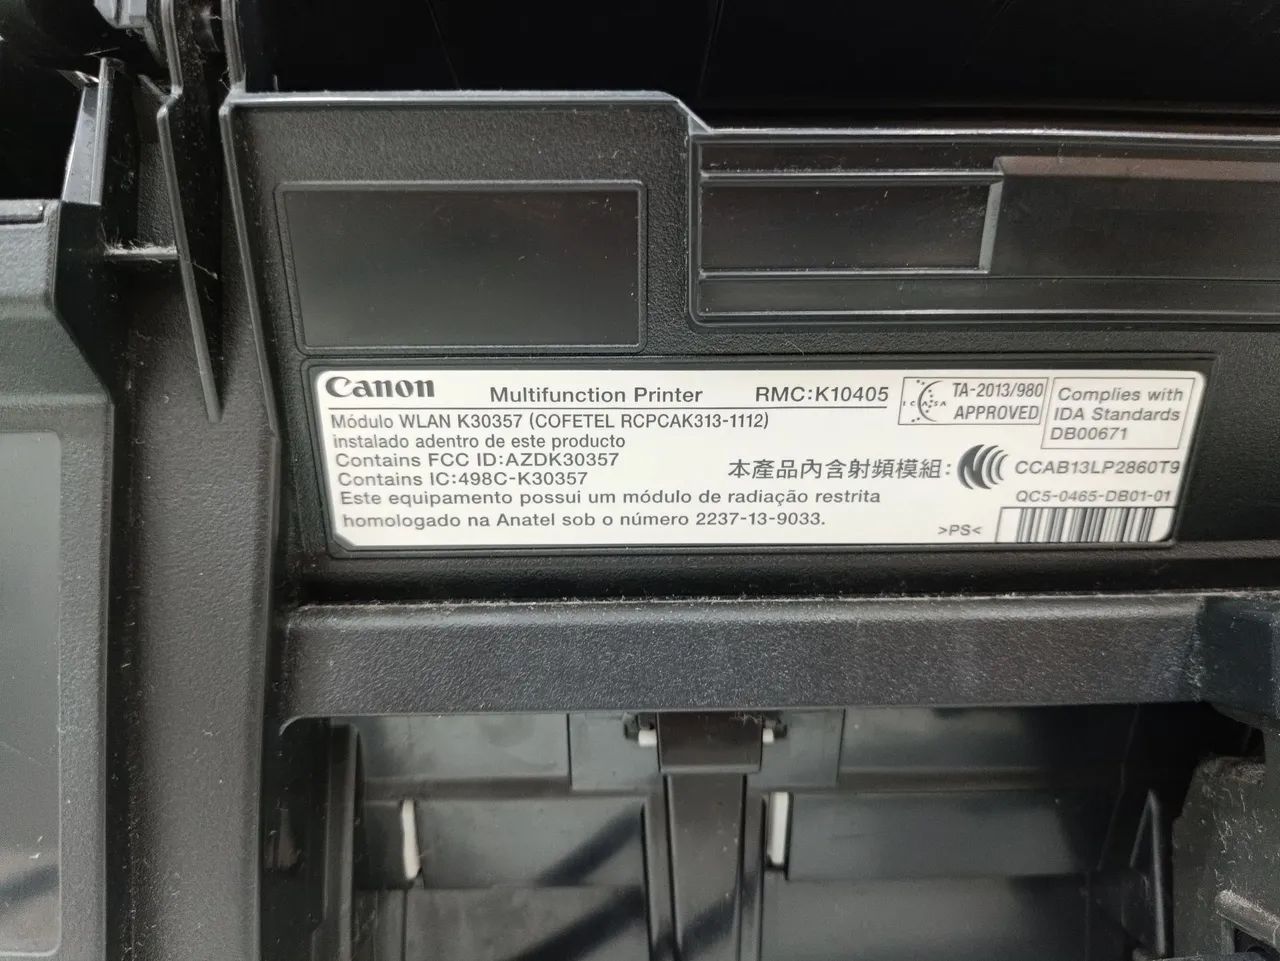 Canon Multifunction Printer RMC:K10405
ICASA TA-2013/980 APPROVED
Complies with
IDA Standards
DB00671
Módulo WLAN K30357 (COFETEL RCPCAK313-1112)
instalado adentro de este producto
Contains FCC ID:AZDK30357
Contains IC:498C-K30357
本產品內含射頻模組: CCAB13LP2860T9
Este equipamento possui um módulo de radiação restrita
homologado na Anatel sob o número 2237-13-9033.
QC5-0465-DB01-01
>PS<